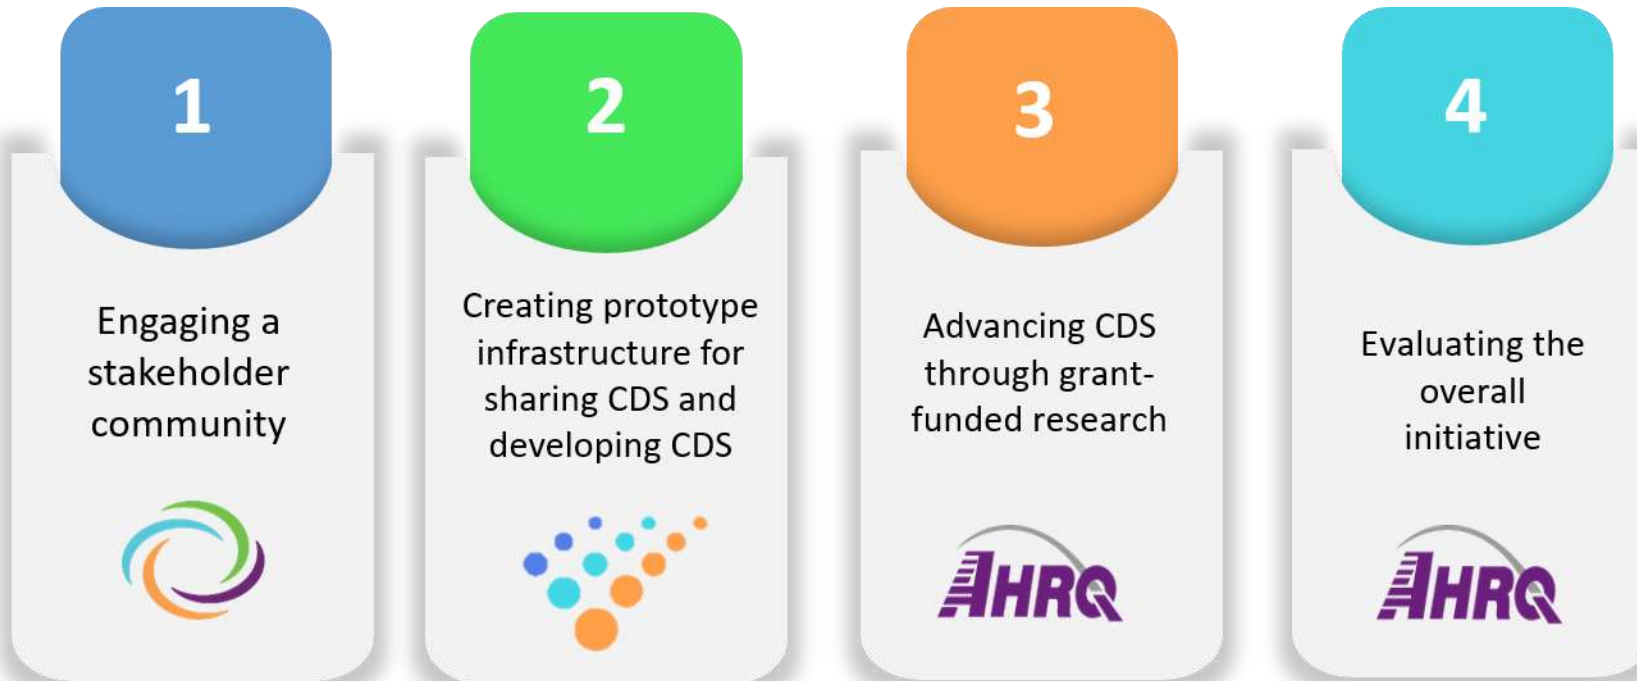 1
Engaging a
stakeholder
community
2
Creating prototype
infrastructure for
sharing CDS and
developing CDS
3
Advancing CDS
through grant-
funded research
AHRQ
4
Evaluating the
overall
initiative
AHRQ